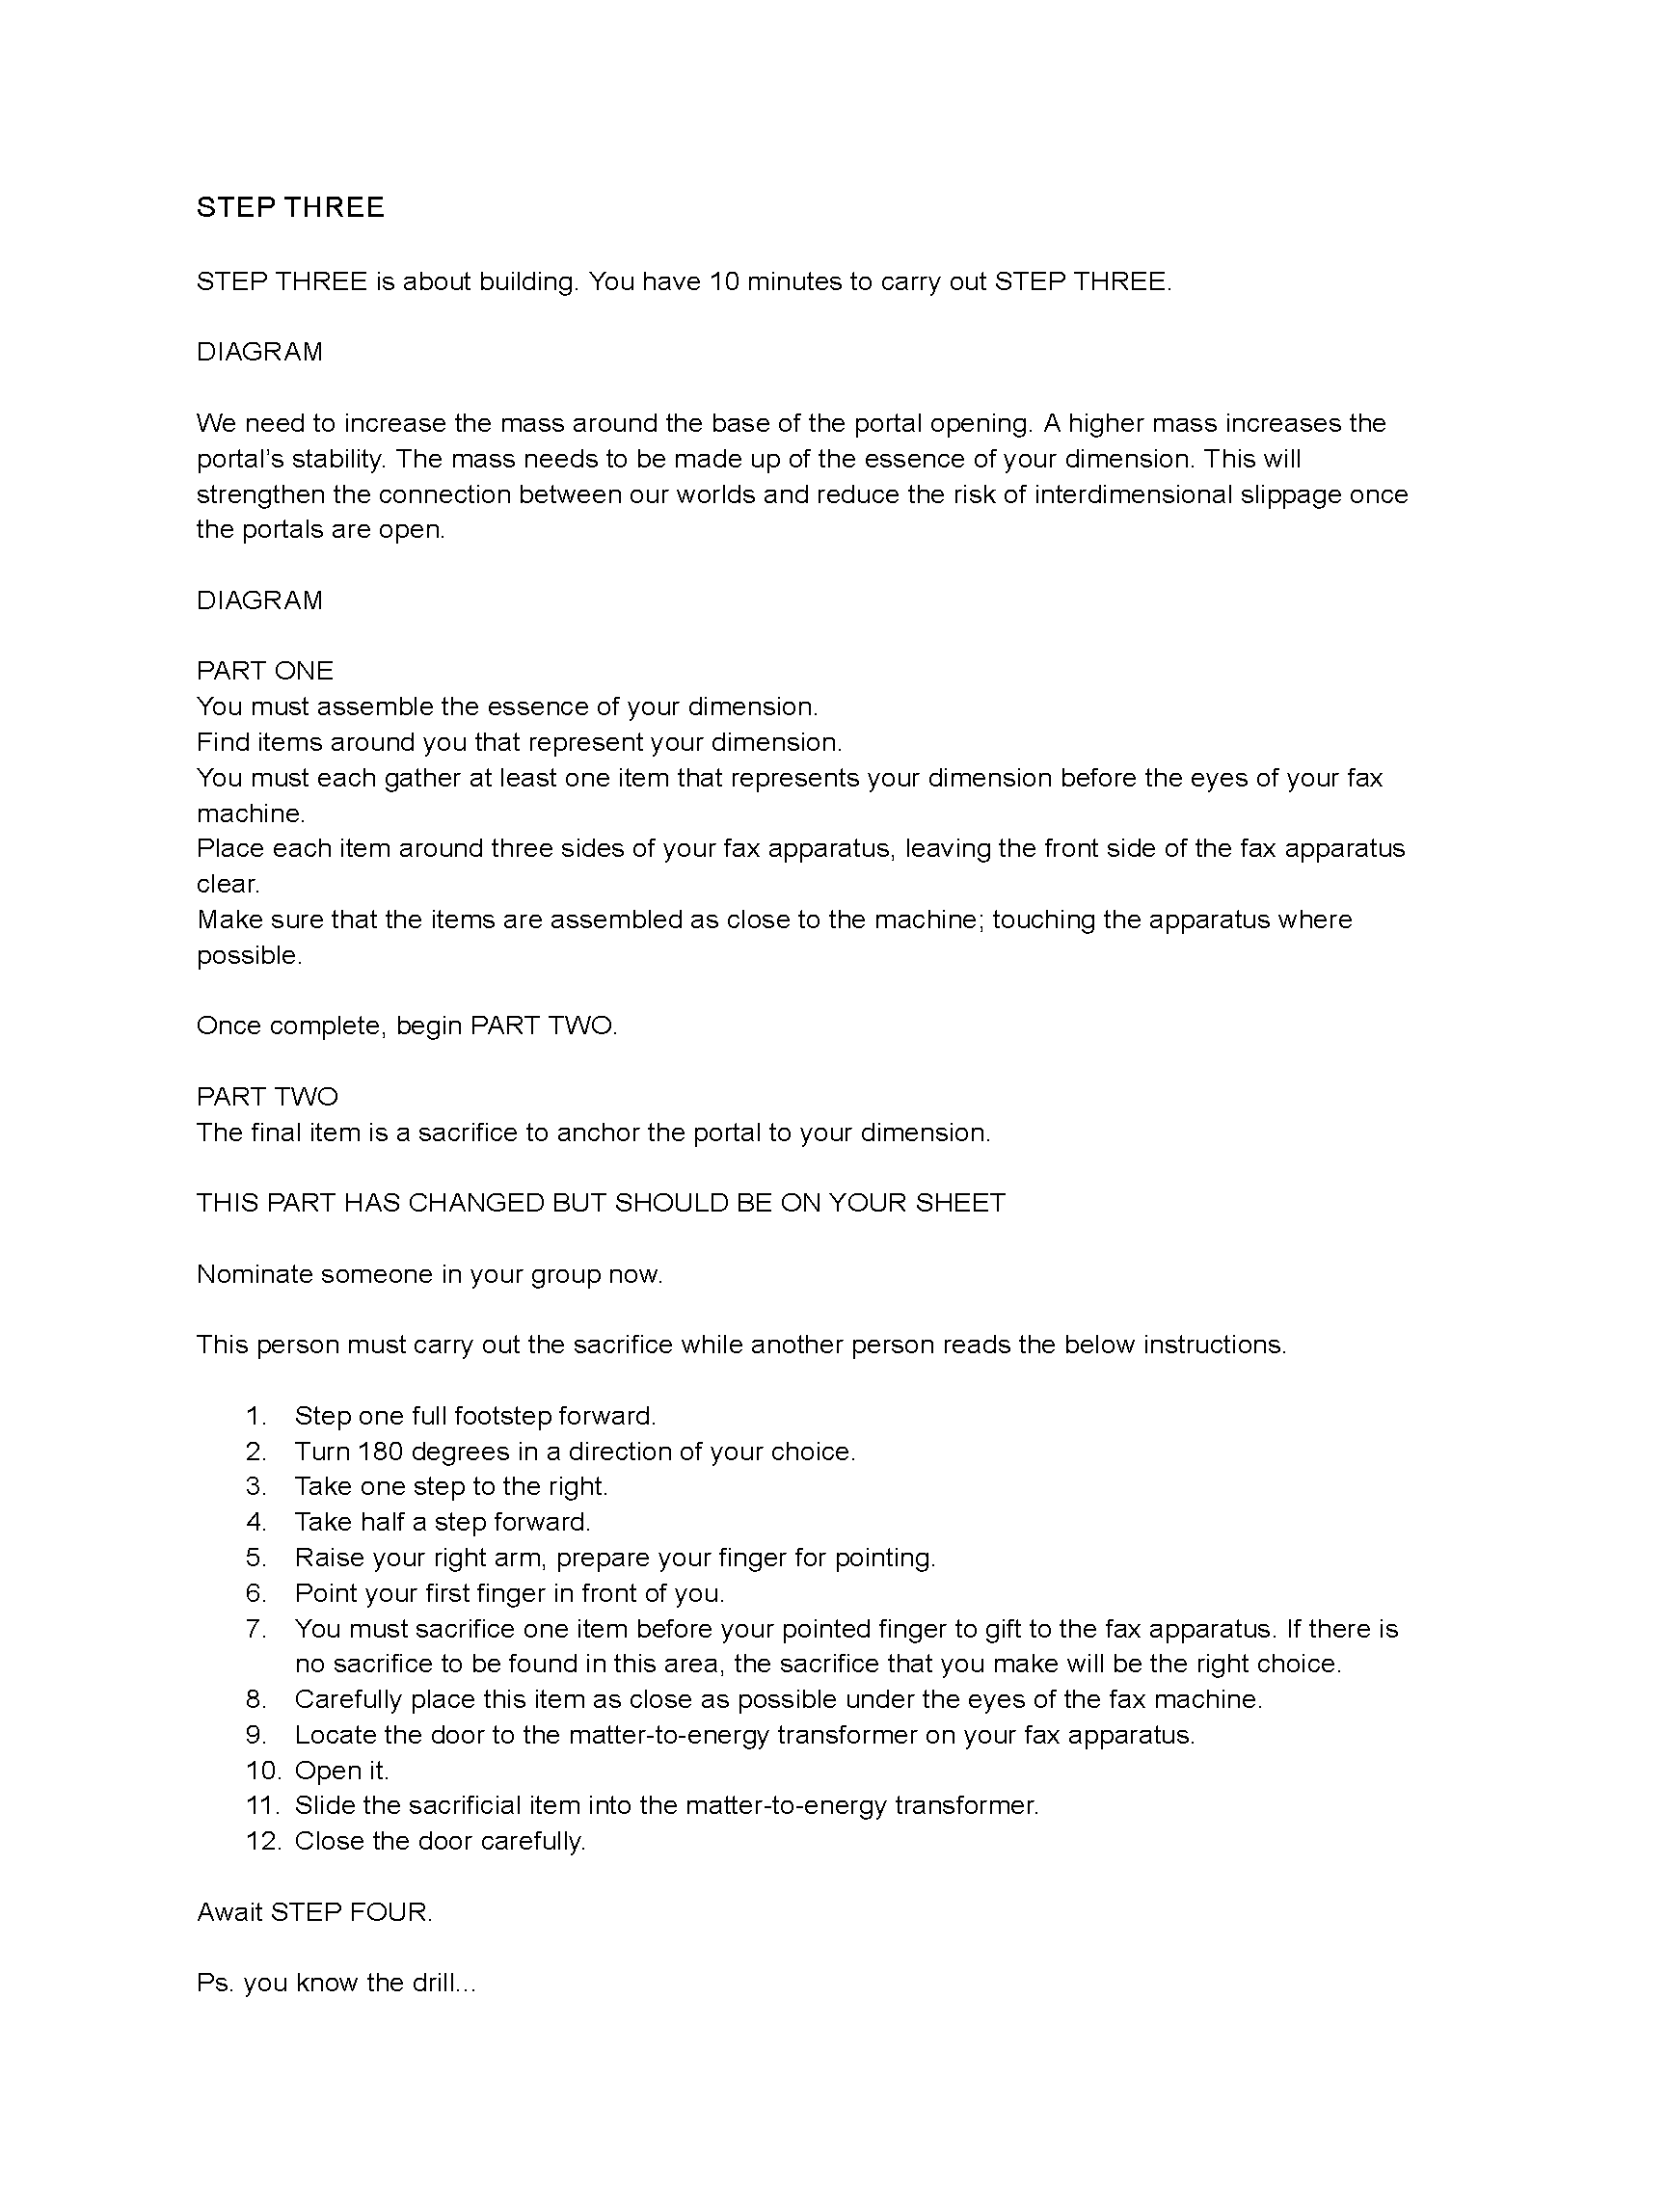 STEP THREE
STEP THREE is about building. You have 10 minutes to carry out STEP THREE.
DIAGRAM
We need to increase the mass around the base of the portal opening. A higher mass increases the
portal's stability. The mass needs to be made up of the essence of your dimension. This will
strengthen the connection between our worlds and reduce the risk of interdimensional slippage once
the portals are open.
DIAGRAM
PART ONE
You must assemble the essence of your dimension.
Find items around you that represent your dimension.
You must each gather at least one item that represents your dimension before the eyes of your fax
machine.
Place each item around three sides of your fax apparatus, leaving the front side of the fax apparatus
clear.
Make sure that the items are assembled as close to the machine; touching the apparatus where
possible.
Once complete, begin PART TWO.
PART TWO
The final item is a sacrifice to anchor the portal to your dimension.
THIS PART HAS CHANGED BUT SHOULD BE ON YOUR SHEET
Nominate someone in your group now.
This person must carry out the sacrifice while another person reads the below instructions.
1. Step one full footstep forward.
2. Turn 180 degrees in a direction of your choice.
3. Take one step to the right.
4. Take half a step forward.
5. Raise your right arm, prepare your finger for pointing.
6. Point your first finger in front of you.
7. You must sacrifice one item before your pointed finger to gift to the fax apparatus. If there is
no sacrifice to be found in this area, the sacrifice that you make will be the right choice.
8. Carefully place this item as close as possible under the eyes of the fax machine.
9. Locate the door to the matter-to-energy transformer on your fax apparatus.
10. Open it.
11. Slide the sacrificial item into the matter-to-energy transformer.
12. Close the door carefully.
Await STEP FOUR.
Ps. you know the drill...